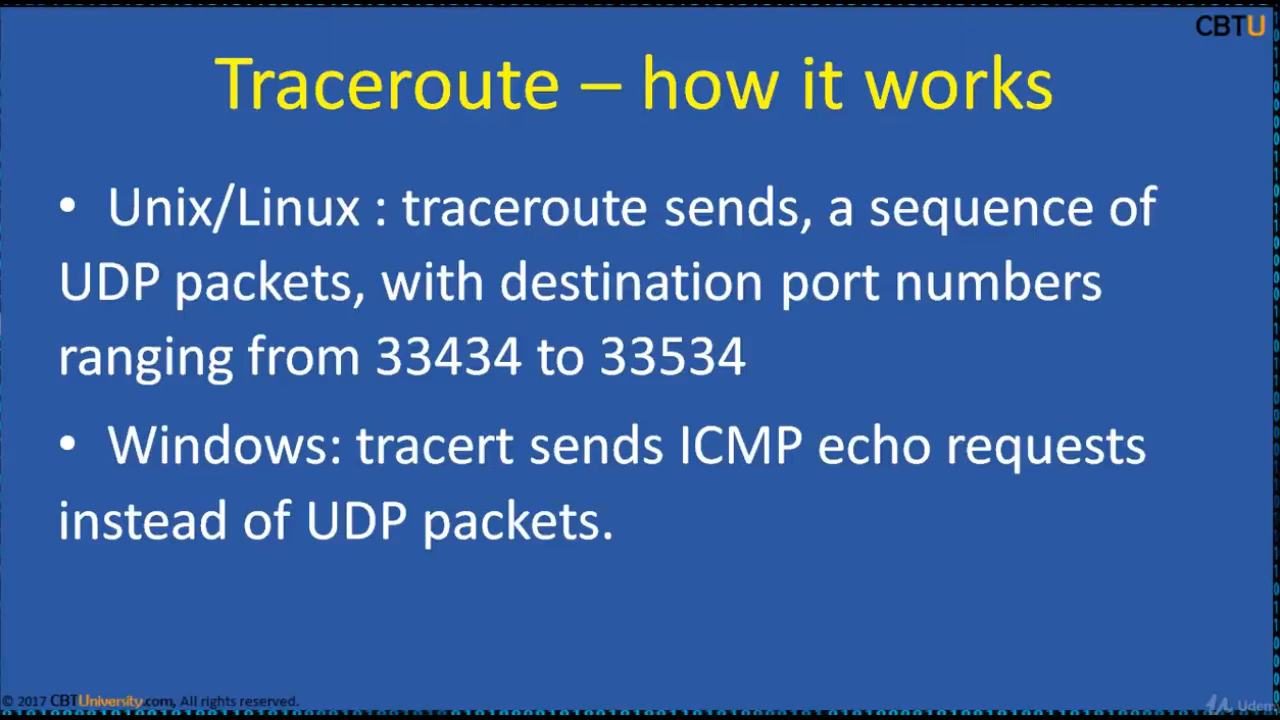 CBTU
Traceroute – how it works
• Unix/Linux : traceroute sends, a sequence of
UDP packets, with destination port numbers
ranging from 33434 to 33534
• Windows: tracert sends ICMP echo requests
instead of UDP packets.
© 2017 CBTUniversity.com, All rights reserved.